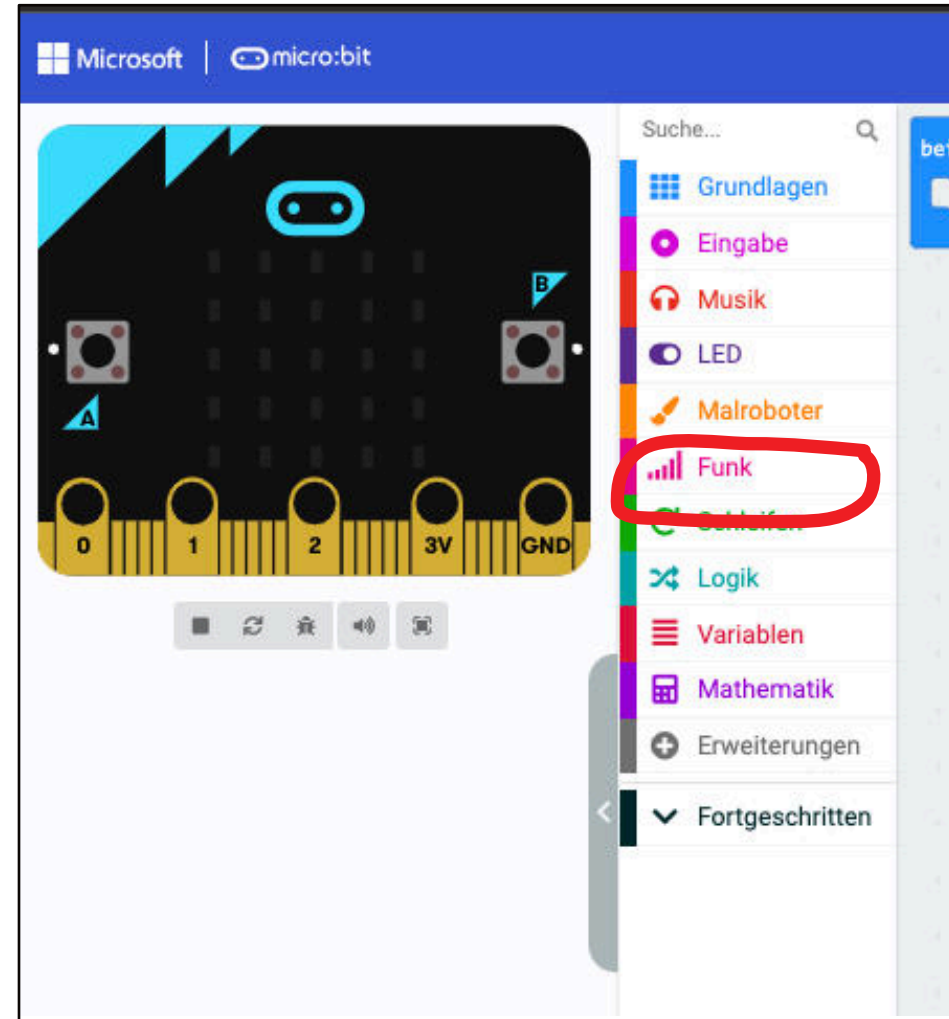 Microsoft micro:bit
Suche...
Grundlagen
Eingabe
Musik
LED
Malroboter
Funk
Schleifen
Logik
Variablen
Mathematik
Erweiterungen
Fortgeschritten
B
A
0 1 2 3V GND